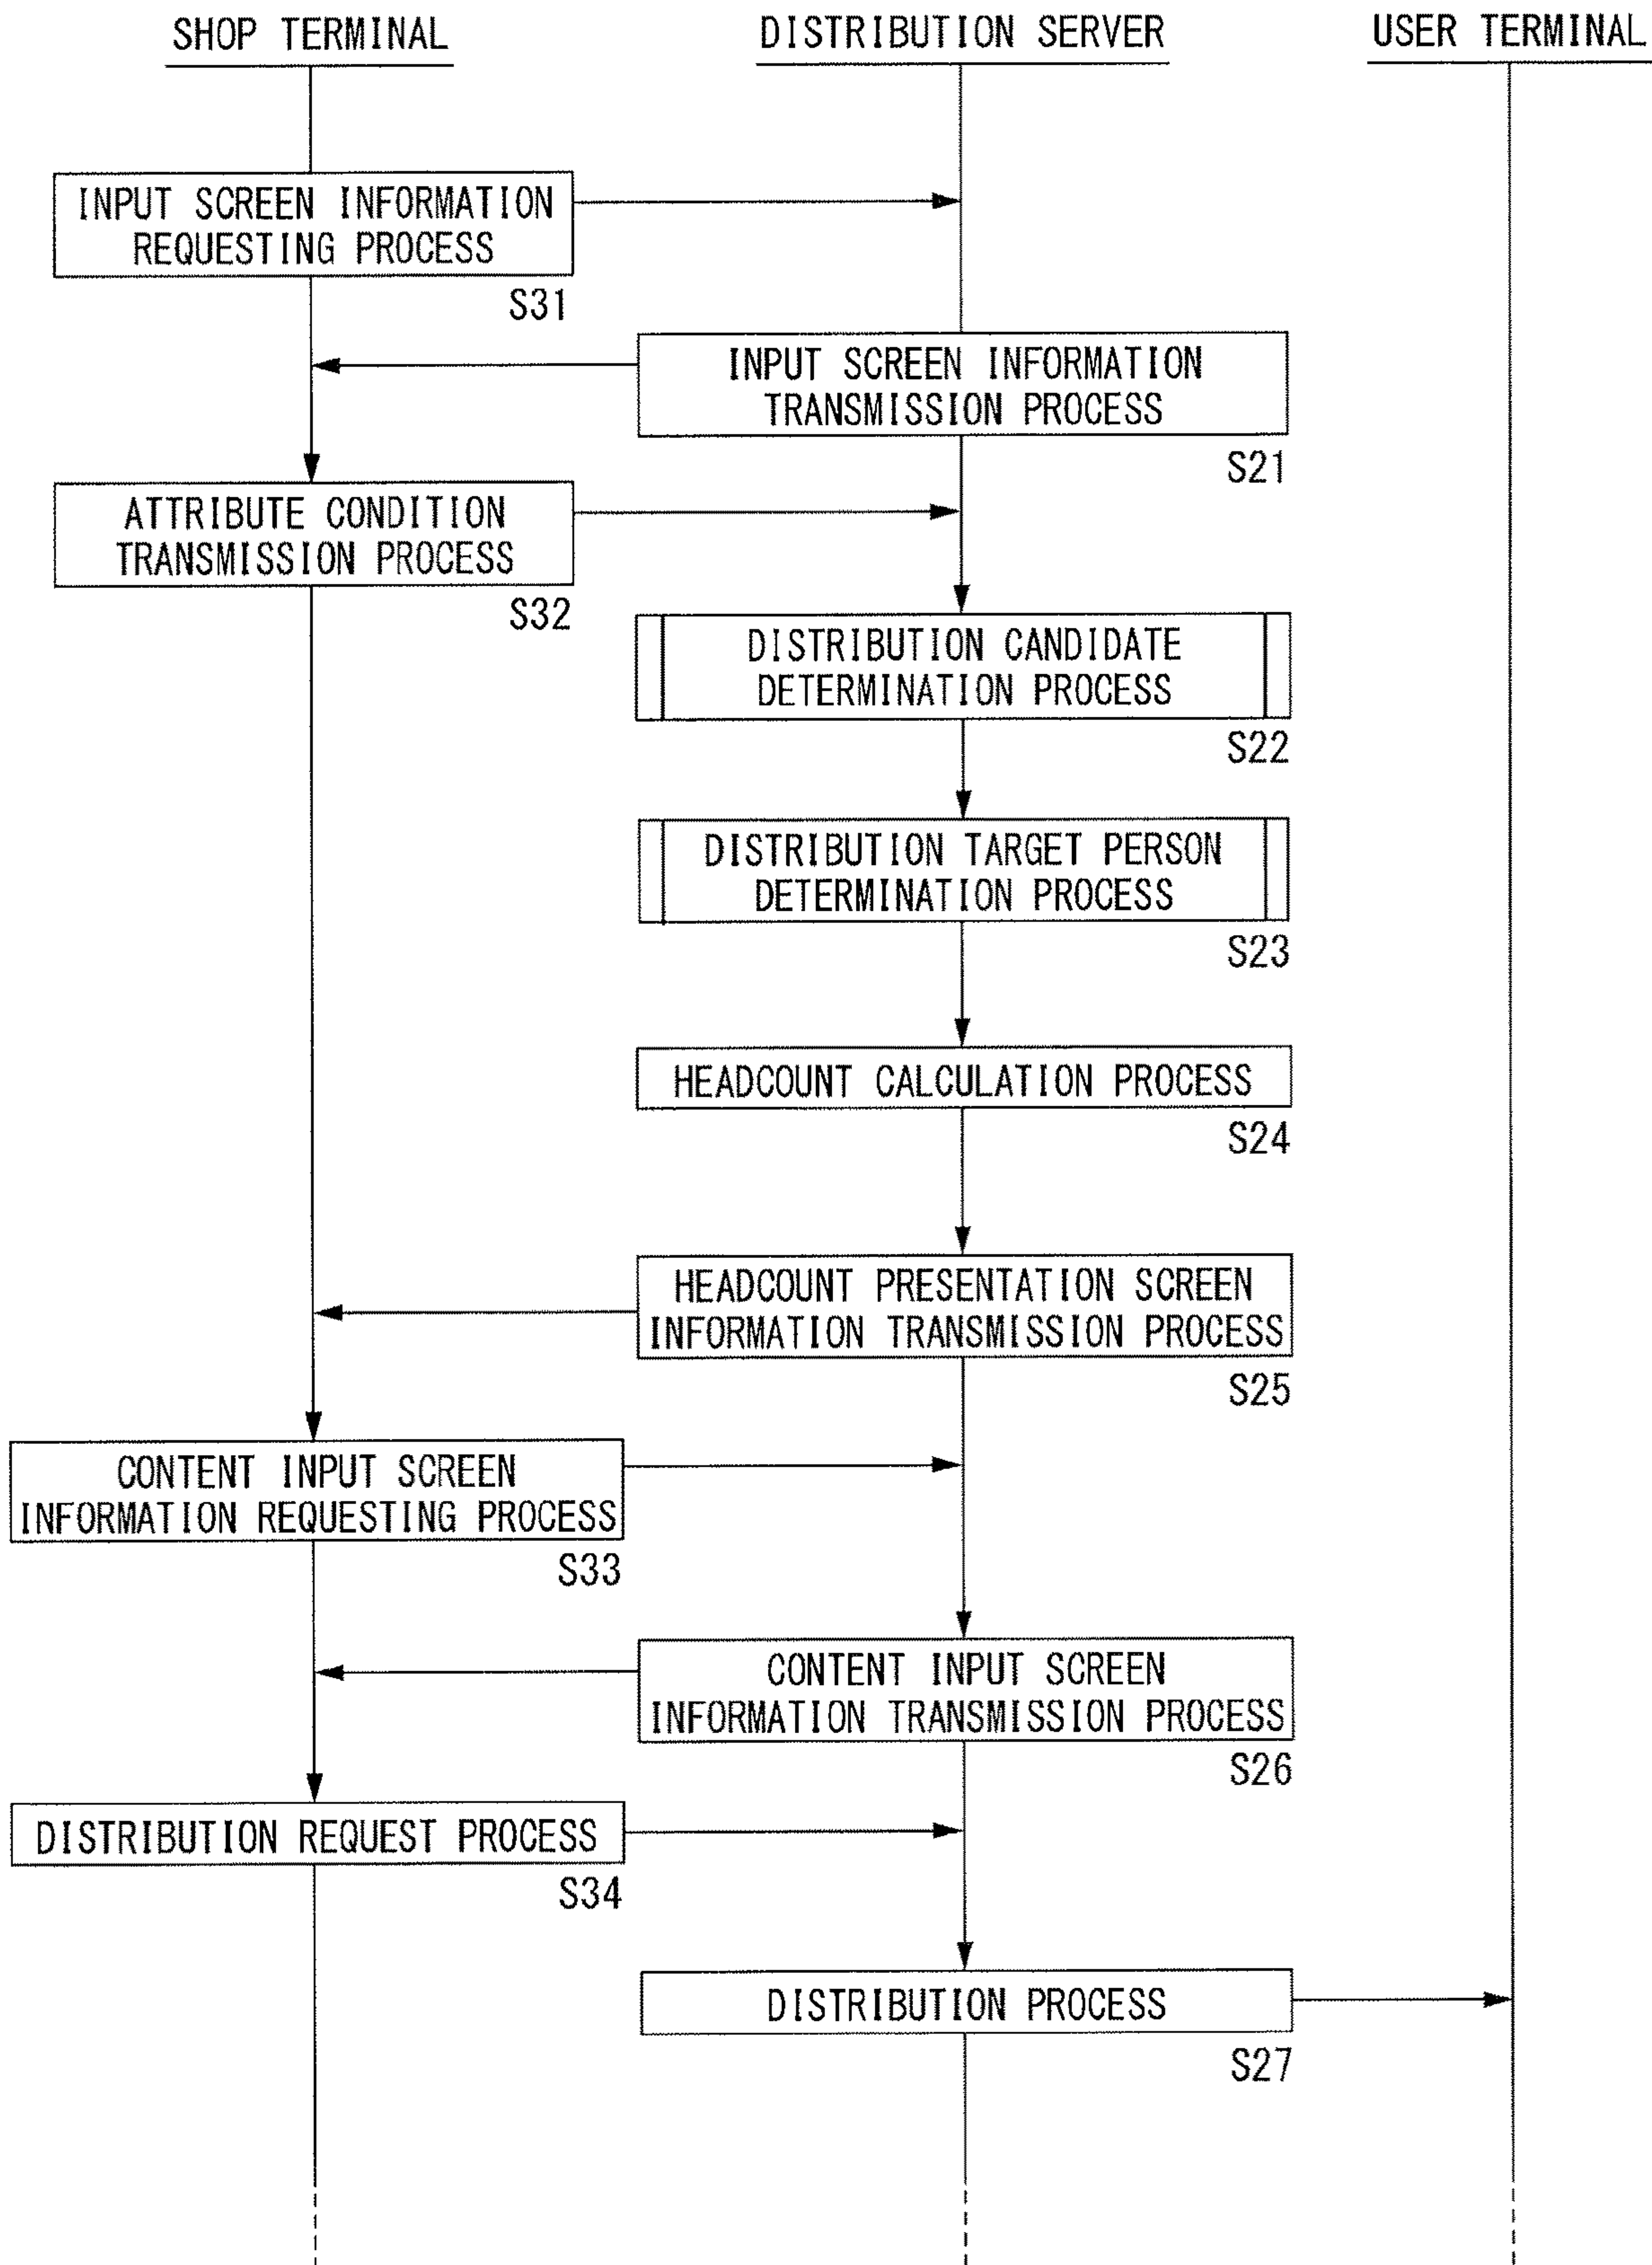 SHOP TERMINAL
DISTRIBUTION SERVER
USER TERMINAL
INPUT SCREEN INFORMATION
REQUESTING PROCESS
S31
INPUT SCREEN INFORMATION
TRANSMISSION PROCESS
S21
ATTRIBUTE CONDITION
TRANSMISSION PROCESS
S32
DISTRIBUTION CANDIDATE
DETERMINATION PROCESS
S22
DISTRIBUTION TARGET PERSON
DETERMINATION PROCESS
S23
HEADCOUNT CALCULATION PROCESS
S24
HEADCOUNT PRESENTATION SCREEN
INFORMATION TRANSMISSION PROCESS
S25
CONTENT INPUT SCREEN
INFORMATION REQUESTING PROCESS
S33
CONTENT INPUT SCREEN
INFORMATION TRANSMISSION PROCESS
S26
DISTRIBUTION REQUEST PROCESS
S34
DISTRIBUTION PROCESS
S27